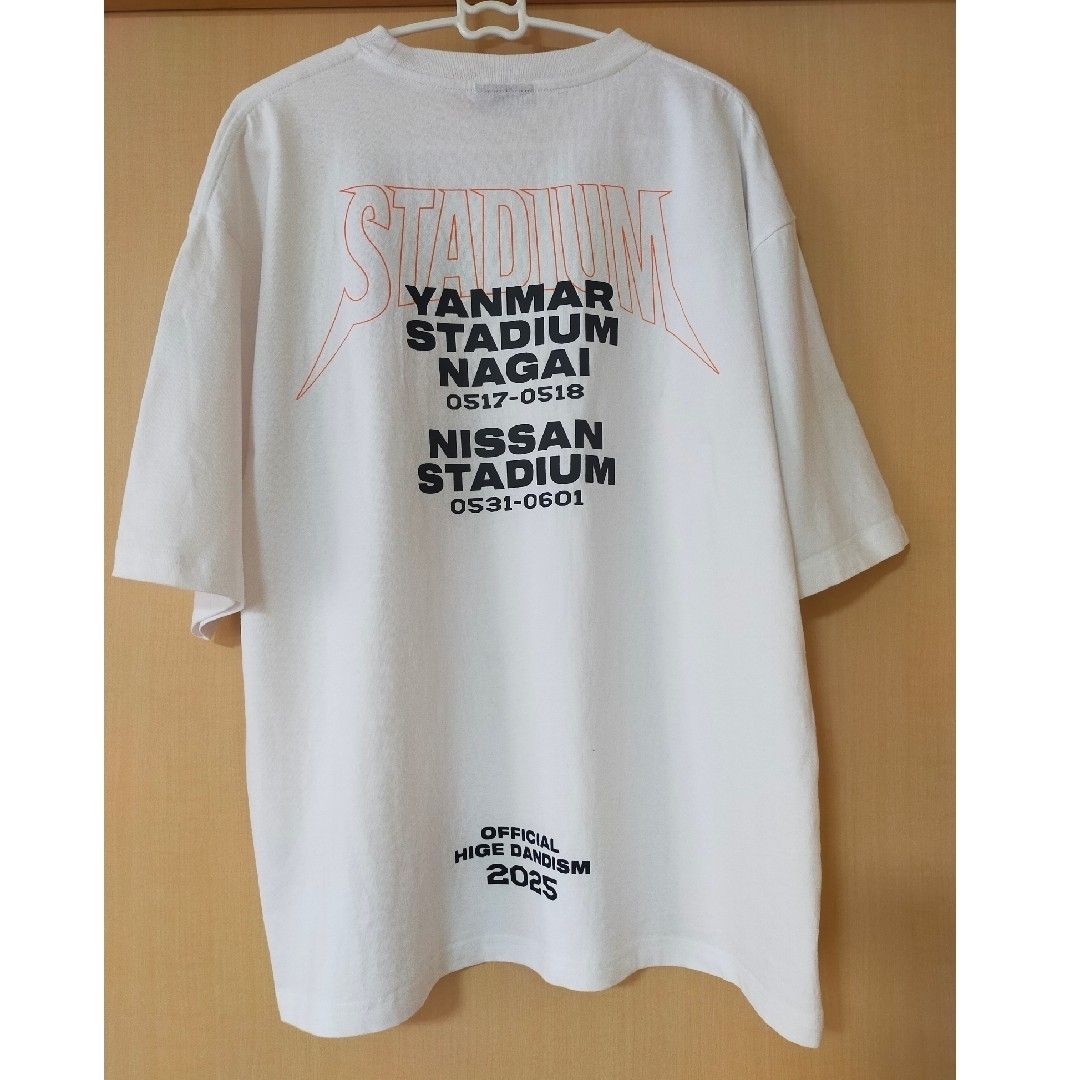 STADIUM
YANMAR
STADIUM
NAGAI
0517-0518
NISSAN
STADIUM
0531-0601
OFFICIAL
HIGE DANDISM
2025